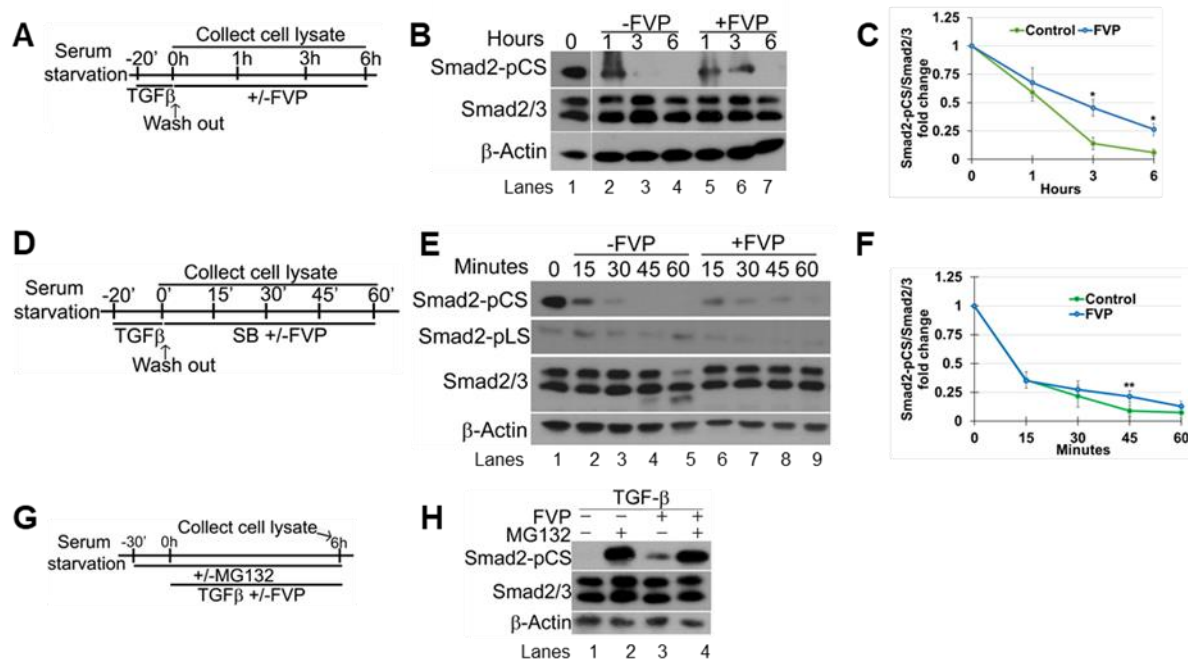 A
Serum
starvation
Collect cell lysate
-20' 0h 1h 3h 6h
TGFβ +/-FVP
Wash out
B
-FVP +FVP
Hours 0 1 3 6 1 3 6
Smad2-pCS
Smad2/3
β-Actin
Lanes 1 2 3 4 5 6 7
C
Smad2-pCS/Smad2/3
fold change
1.25
1
0.75
0.5
0.25
0
Control FVP
* *
0 1 3 6
Hours
D
Serum
starvation
Collect cell lysate
-20' 0' 15' 30' 45' 60'
TGFβ SB +/-FVP
Wash out
E
-FVP +FVP
Minutes 0 15 30 45 60 15 30 45 60
Smad2-pCS
Smad2-pLS
Smad2/3
β-Actin
Lanes 1 2 3 4 5 6 7 8 9
F
Smad2-pCS/Smad2/3
fold change
1.25
1
0.75
0.5
0.25
0
Control
FVP
**
0 15 30 45 60
Minutes
G
Serum
starvation
Collect cell lysate
-30' 0h 6h
+/-MG132
TGFβ +/-FVP
H
TGF-β
FVP − − + +
MG132 − + − +
Smad2-pCS
Smad2/3
β-Actin
Lanes 1 2 3 4